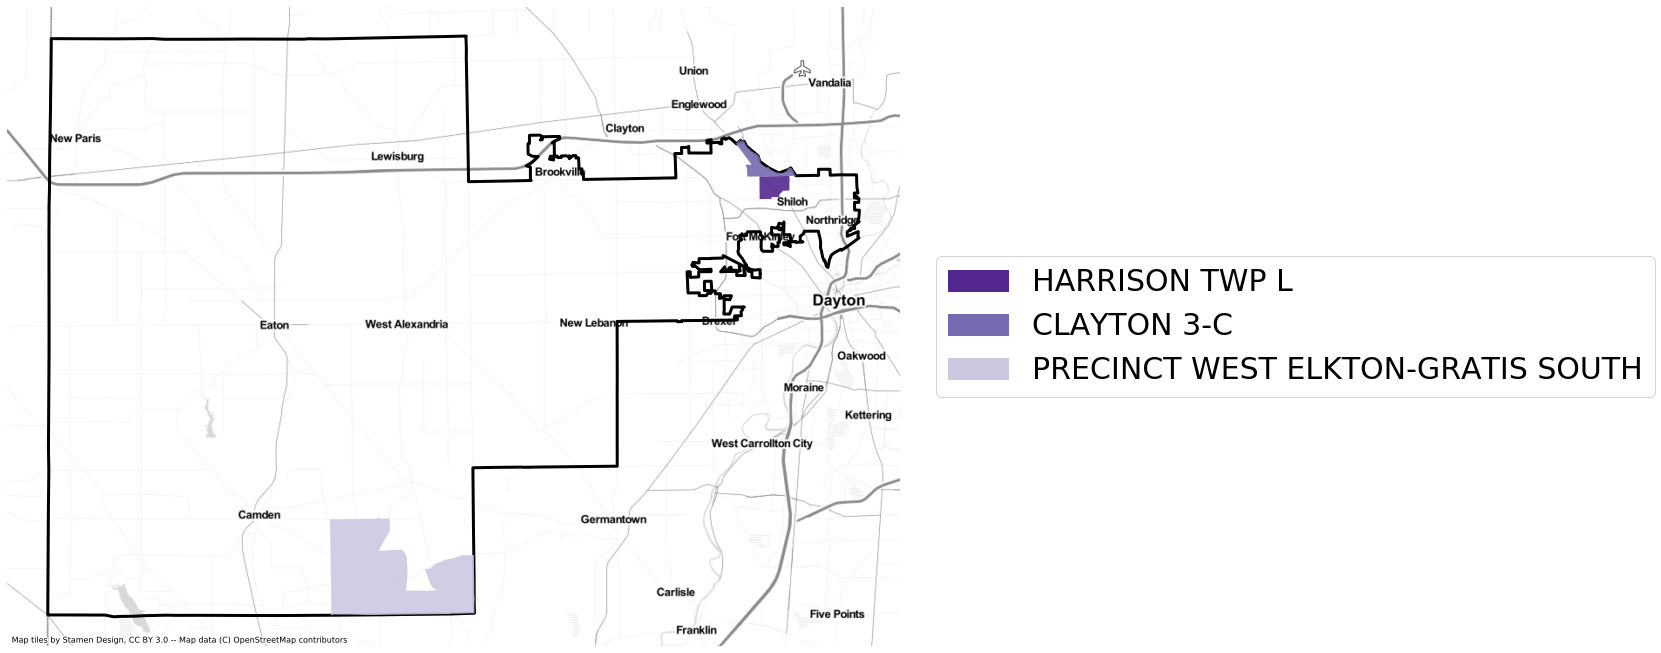 Union
Vandalia
Englewood
Clayton
New Paris
Lewisburg
Brookville
Shiloh
Northridge
Fort McKinley
Dayton
Eaton
West Alexandria
New Lebanon
Drexel
Oakwood
Moraine
Kettering
West Carrollton City
Camden
Germantown
Carlisle
Five Points
Franklin
Map tiles by Stamen Design, CC BY 3.0 -- Map data (C) OpenStreetMap contributors
HARRISON TWP L
CLAYTON 3-C
PRECINCT WEST ELKTON-GRATIS SOUTH